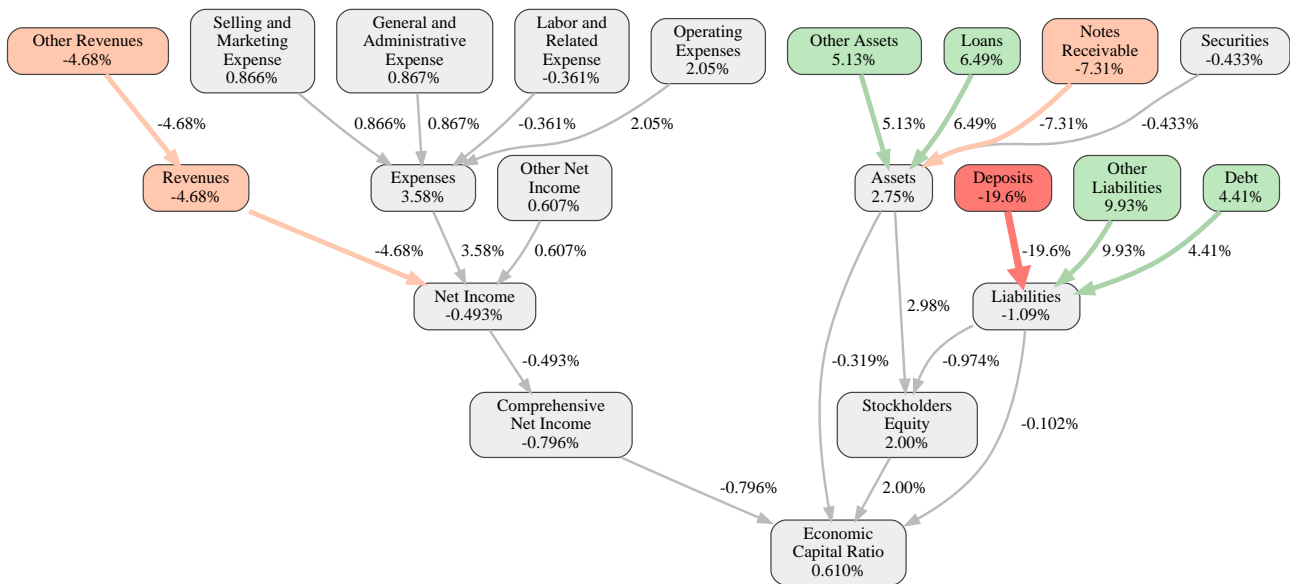 Other Revenues
-4.68%
Selling and
Marketing
Expense
0.866%
General and
Administrative
Expense
0.867%
Labor and
Related
Expense
-0.361%
Operating
Expenses
2.05%
Other Assets
5.13%
Loans
6.49%
Notes
Receivable
-7.31%
Securities
-0.433%
-4.68%
0.866%
0.867%
-0.361%
2.05%
5.13%
6.49%
-7.31%
-0.433%
Revenues
-4.68%
Expenses
3.58%
Other Net
Income
0.607%
Assets
2.75%
Deposits
-19.6%
Other
Liabilities
9.93%
Debt
4.41%
-4.68%
3.58%
0.607%
-19.6%
9.93%
4.41%
Net Income
-0.493%
2.98%
Liabilities
-1.09%
-0.493%
-0.319%
-0.974%
Comprehensive
Net Income
-0.796%
Stockholders
Equity
2.00%
-0.102%
-0.796%
2.00%
Economic
Capital Ratio
0.610%